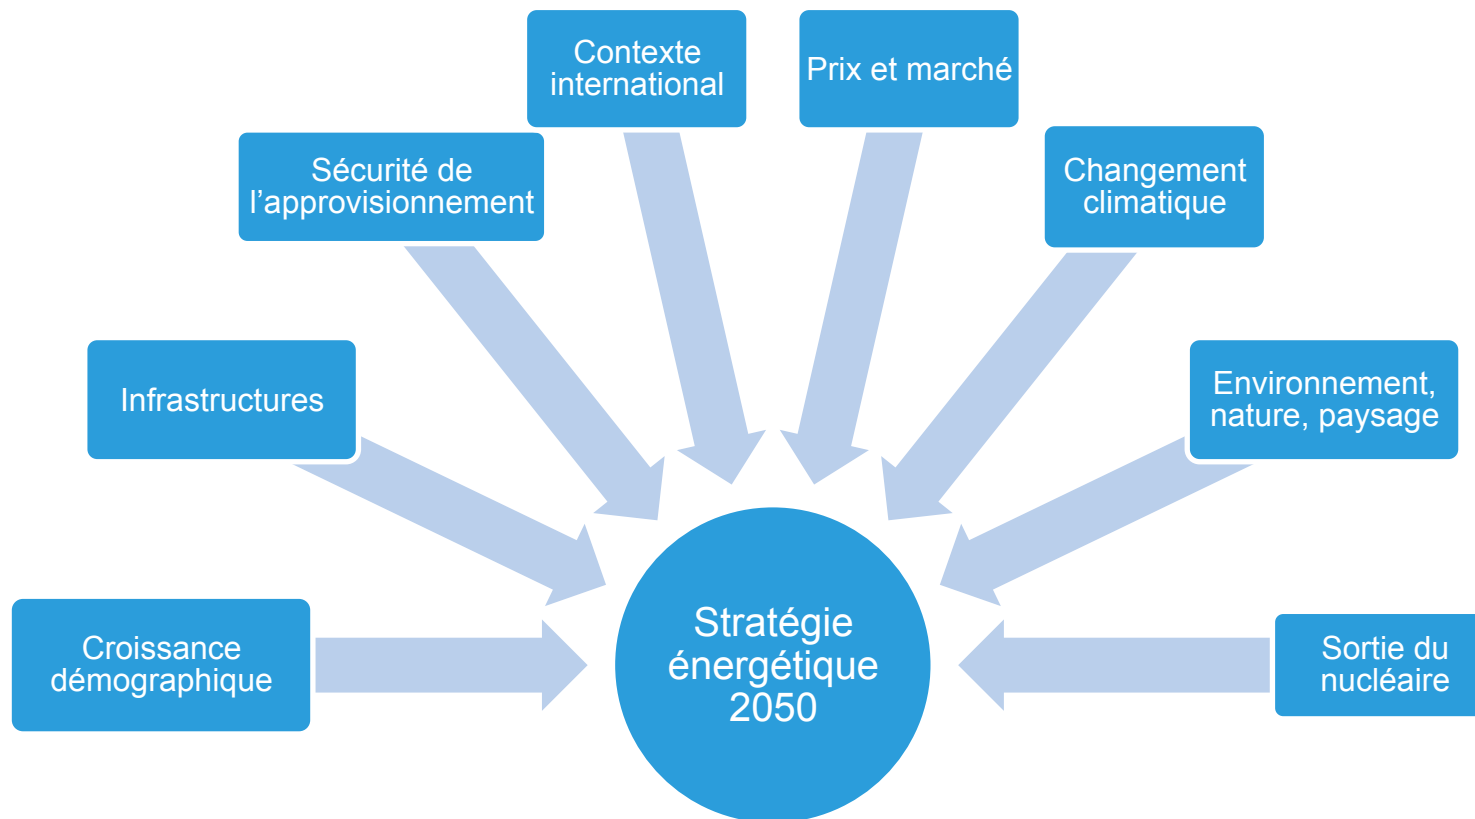 Contexte
international
Prix et marché
Sécurité de
l’approvisionnement
Changement
climatique
Infrastructures
Environnement,
nature, paysage
Croissance
démographique
Stratégie
énergétique
2050
Sortie du
nucléaire